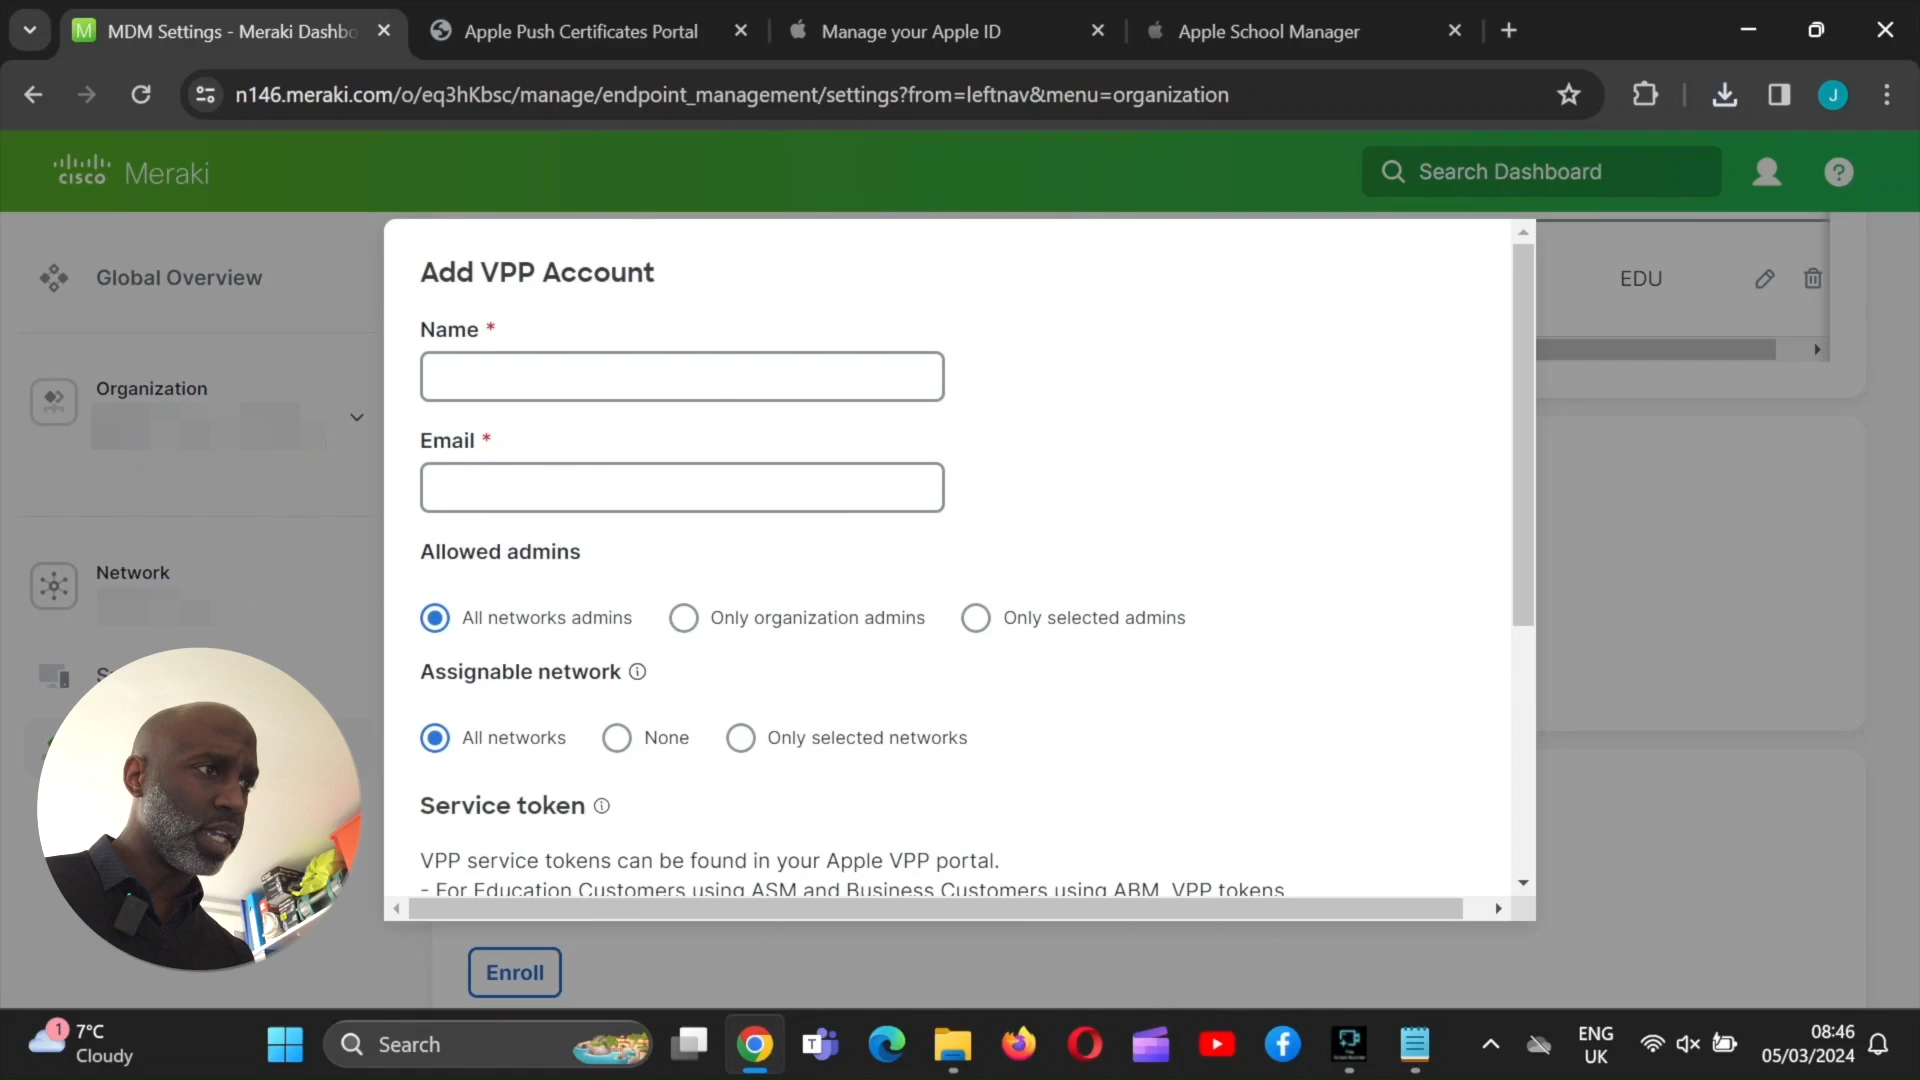 MDM Settings - Meraki Dashbo
Apple Push Certificates Portal
Manage your Apple ID
Apple School Manager
n146.meraki.com/o/eq3hKbsc/manage/endpoint_management/settings?from=leftnav&menu=organization
J
cisco Meraki
Search Dashboard
Global Overview
Organization
Network
S
EDU
Add VPP Account
Name *
Email *
Allowed admins
All networks admins
Only organization admins
Only selected admins
Assignable network
All networks
None
Only selected networks
Service token
VPP service tokens can be found in your Apple VPP portal.
- For Education Customers using ASM and Business Customers using ABM, VPP tokens
Enroll
1
7°C
Cloudy
Search
ENG
UK
08:46
05/03/2024